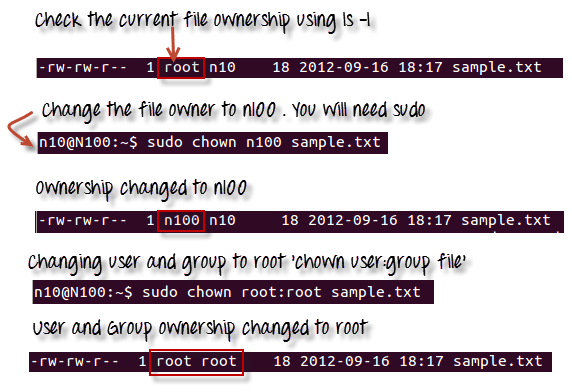 Check the current file ownership using ls -l
-rw-rw-r-- 1 root n10 18 2012-09-16 18:17 sample.txt
Change the file owner to n100 . You will need sudo
n10@N100:~$ sudo chown n100 sample.txt
Ownership changed to n100
-rw-rw-r-- 1 n100 n10 18 2012-09-16 18:17 sample.txt
Changing user and group to root 'chown user:group file'
n10@N100:~$ sudo chown root:root sample.txt
User and Group ownership changed to root
-rw-rw-r-- 1 root root 18 2012-09-16 18:17 sample.txt